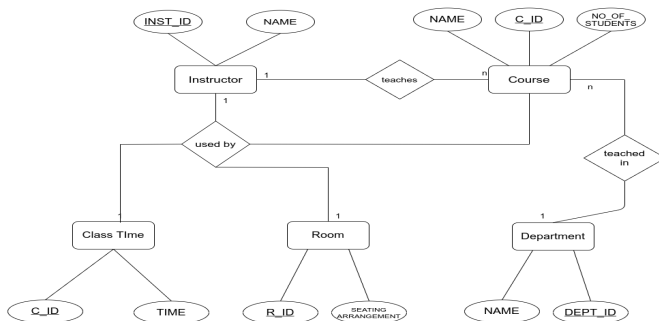 INST_ID
NAME
NAME
C_ID
NO_OF_
STUDENTS
Instructor
1
teaches
n
Course
1
n
used by
teached
in
1
1
1
Class TIme
Room
Department
C_ID
TIME
R_ID
SEATING
ARRANGEMENT
NAME
DEPT_ID